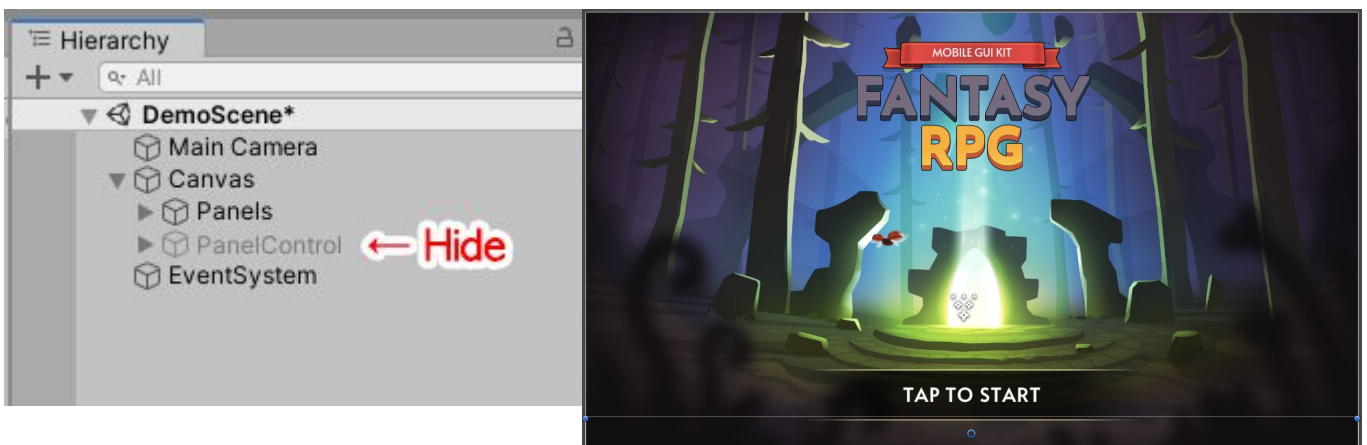 Hierarchy
All
DemoScene*
Main Camera
Canvas
Panels
PanelControl
Hide
EventSystem
MOBILE GUI KIT
FANTASY
RPG
TAP TO START